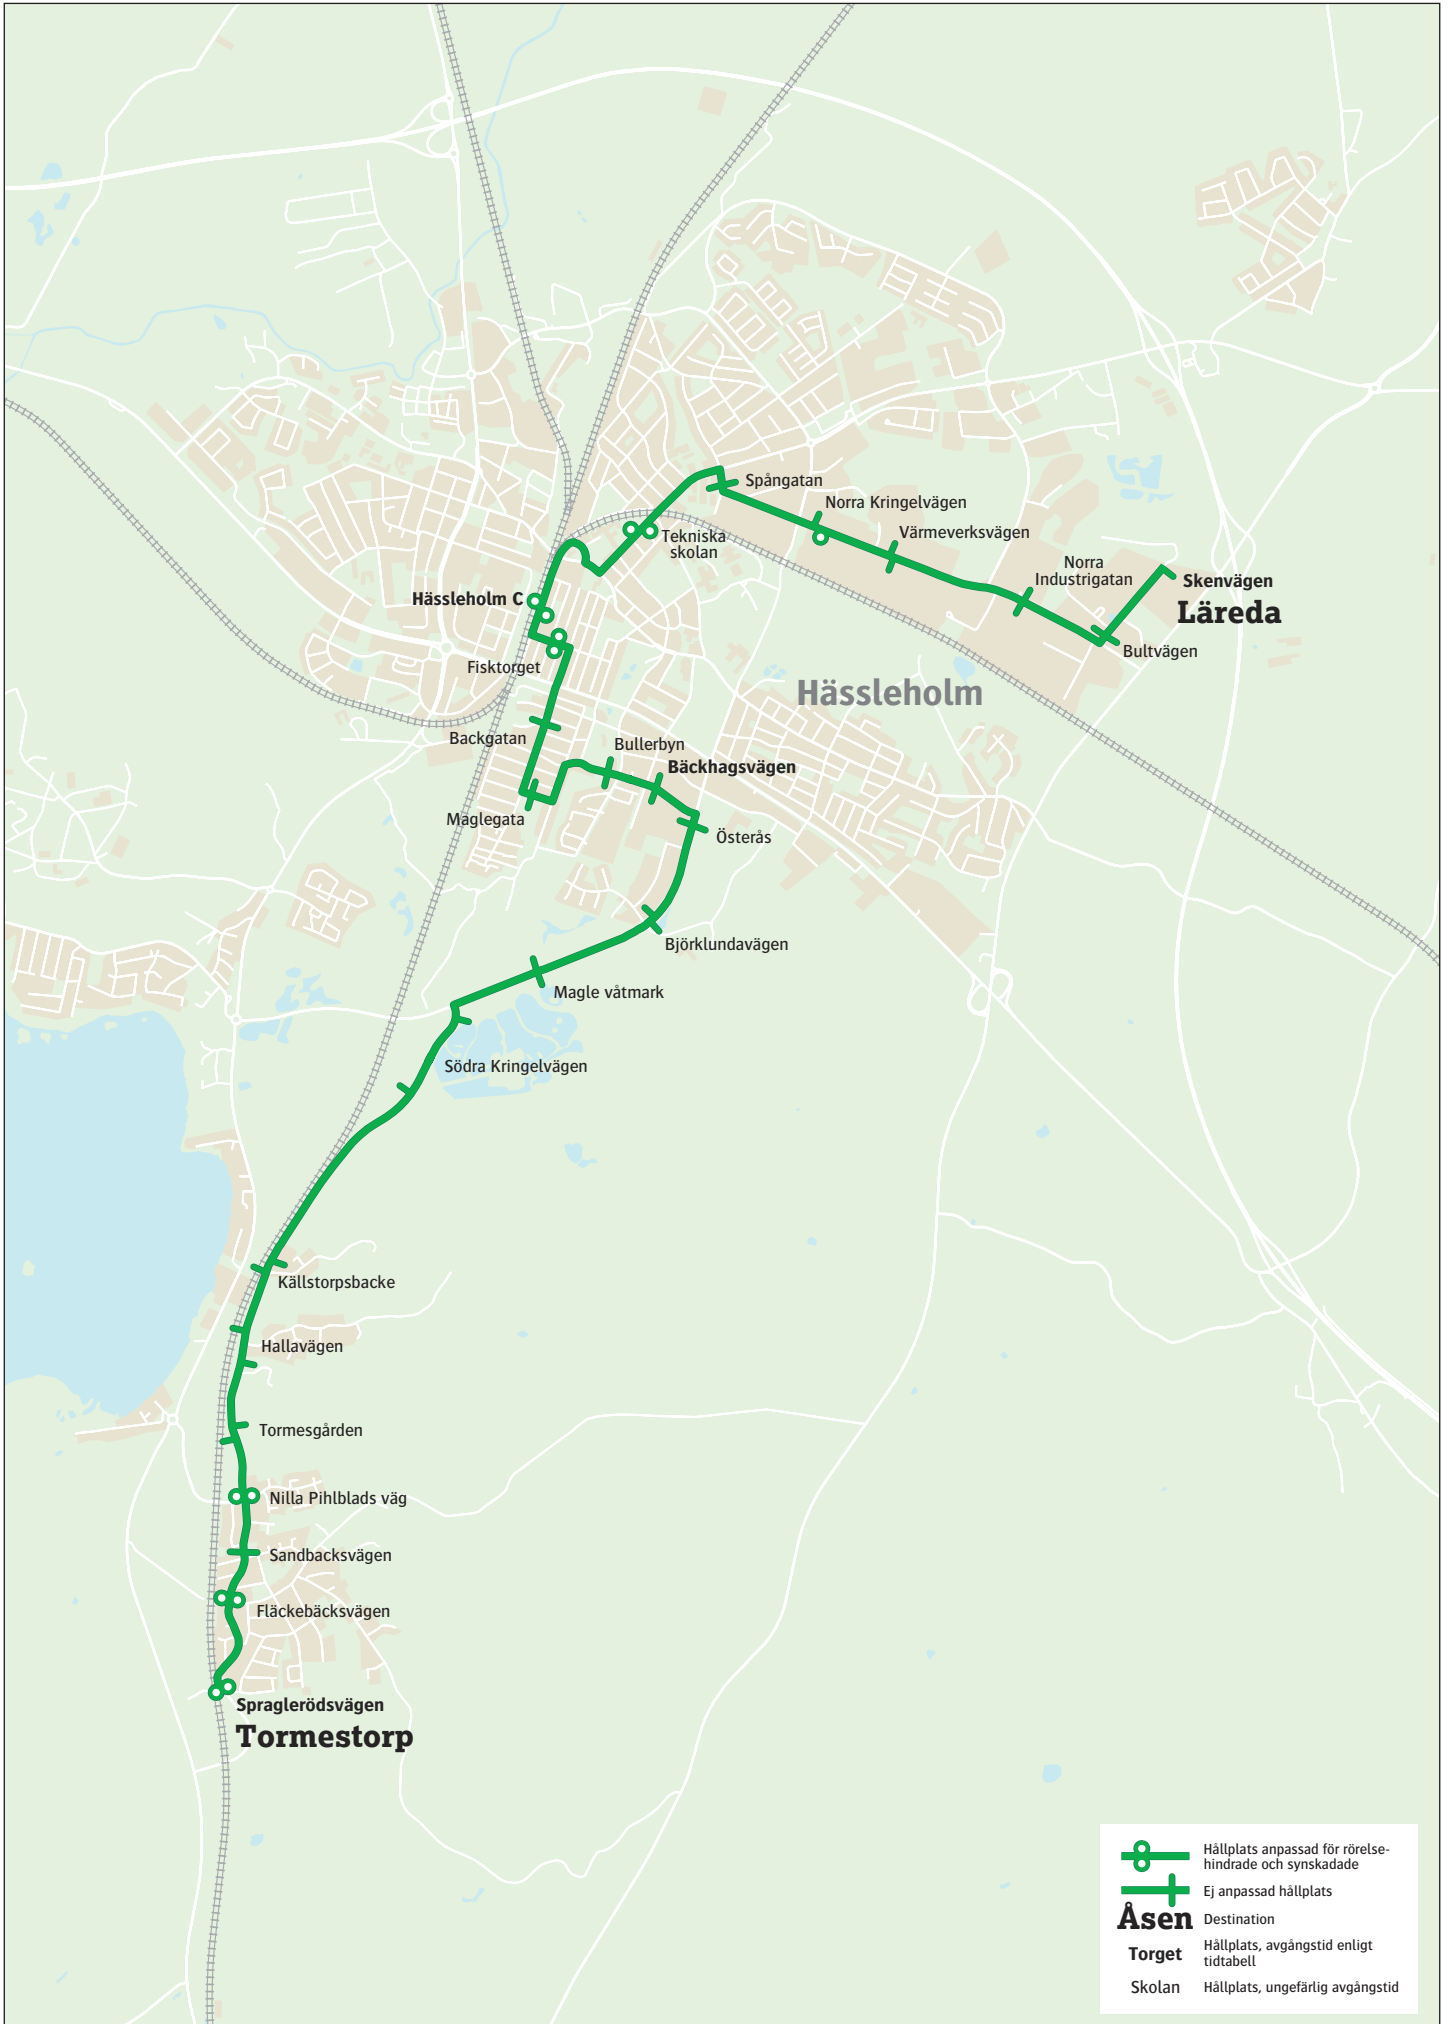 Spångatan
Norra Kringelvägen
Värmeverksvägen
Tekniska
skolan
Norra
Industrigatan
Skenvägen
Läreda
Hässleholm C
Bultvägen
Fisktorget
Hässleholm
Backgatan
Bullerbyn
Bäckhagsvägen
Maglegata
Österås
Björklundavägen
Magle våtmark
Södra Kringelvägen
Källstorpsbacke
Hallavägen
Tormesgården
Nilla Pihlblads väg
Sandbacksvägen
Fläckebäcksvägen
Spraglerödsvägen
Tormestorp
Hållplats anpassad för rörelse-
hindrade och synskadade
Ej anpassad hållplats
Åsen Destination
Torget Hållplats, avgångstid enligt
tidtabell
Skolan Hållplats, ungefärlig avgångstid